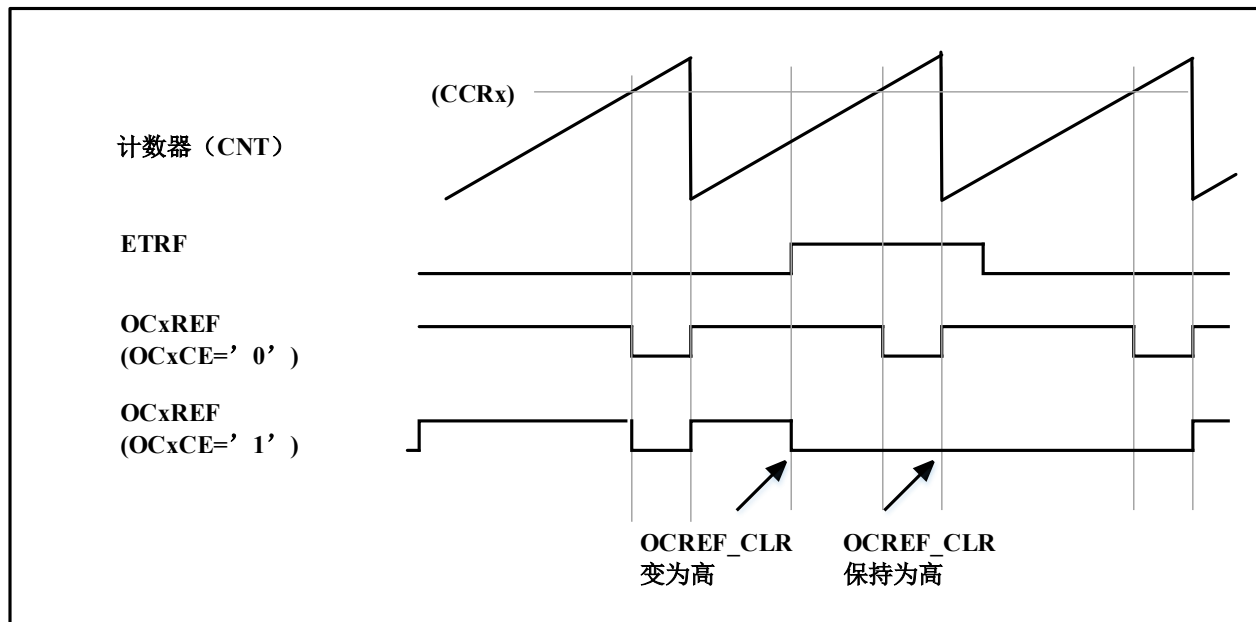 (CCRx)
计数器（CNT）
ETRF
OCxREF
(OCxCE=’0’)
OCxREF
(OCxCE=’1’)
OCREF_CLR
变为高
OCREF_CLR
保持为高